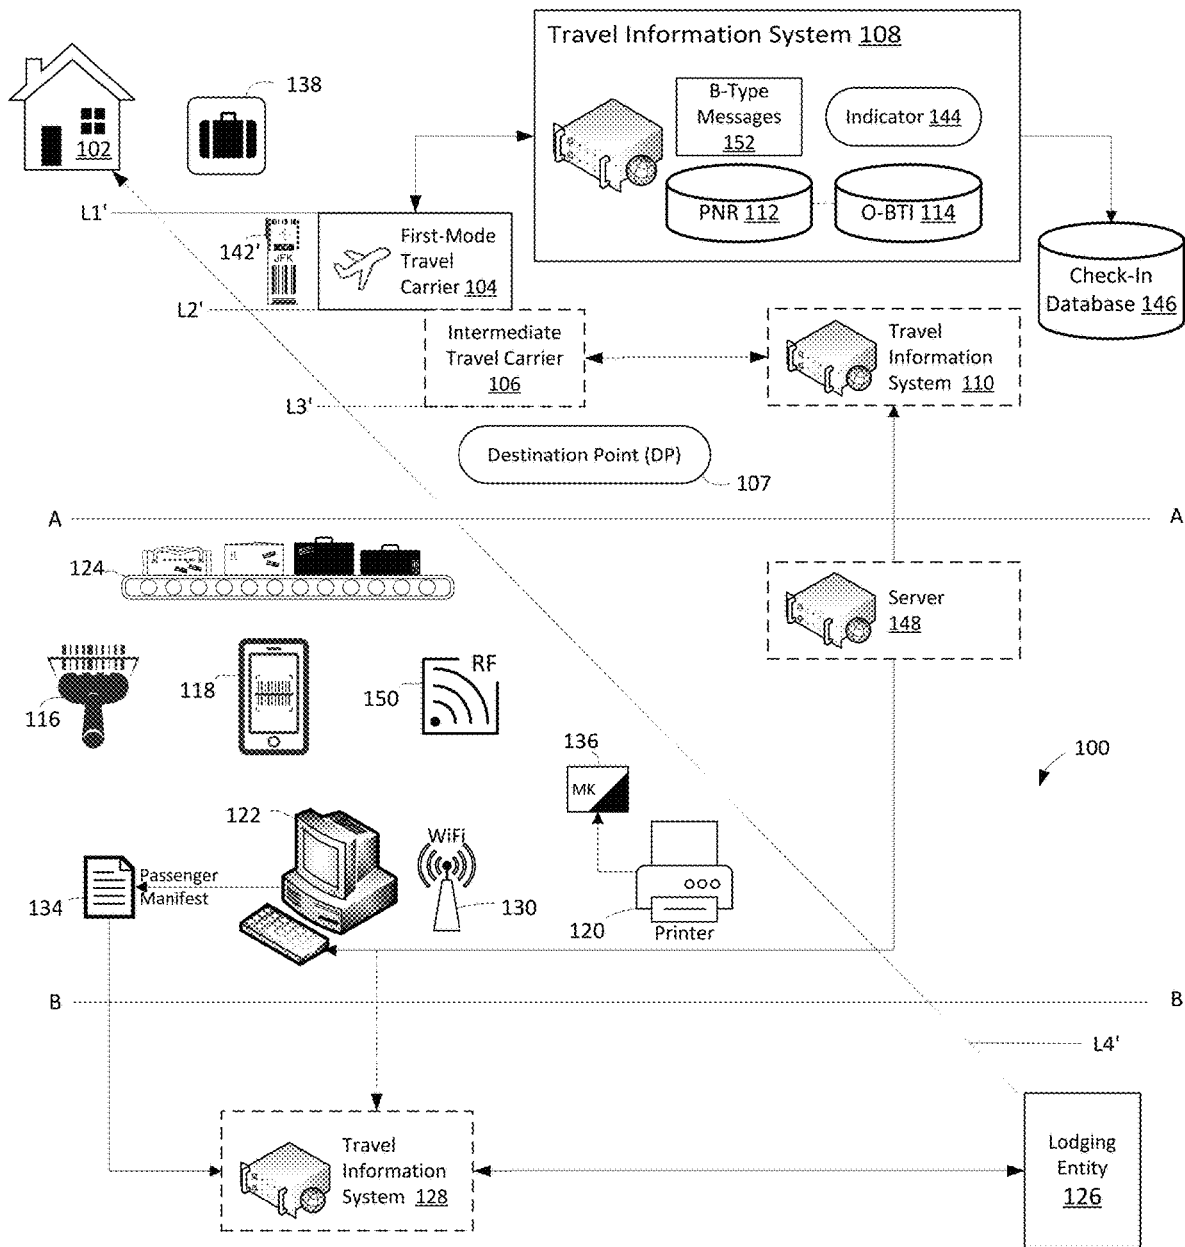 Travel Information System 108
138
B-Type
Messages
152
Indicator 144
102
PNR 112
O-BTI 114
L1'
142'
JFK
First-Mode
Travel
Carrier 104
Check-In
Database 146
L2'
Intermediate
Travel Carrier
106
Travel
Information
System 110
L3'
Destination Point (DP)
107
A
A
124
Server
148
116
118
150
RF
136
MK
100
122
WiFi
134
Passenger
Manifest
130
120
Printer
B
B
L4'
Travel
Information
System 128
Lodging
Entity
126